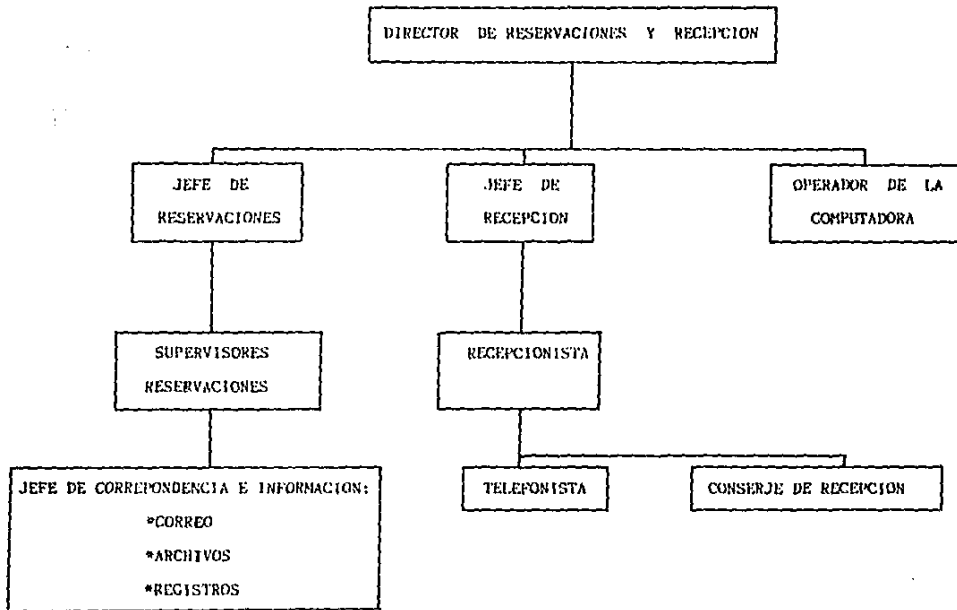 DIRECTOR DE RESERVACIONES Y RECEPCION
JEFE DE
RESERVACIONES
JEFE DE
RECEPCION
OPERADOR DE LA
COMPUTADORA
SUPERVISORES
RESERVACIONES
RECEPCIONISTA
JEFE DE CORREPONDENCIA E INFORMACION:
*CORREO
*ARCHIVOS
*REGISTROS
TELEFONISTA
CONSERJE DE RECEPCION